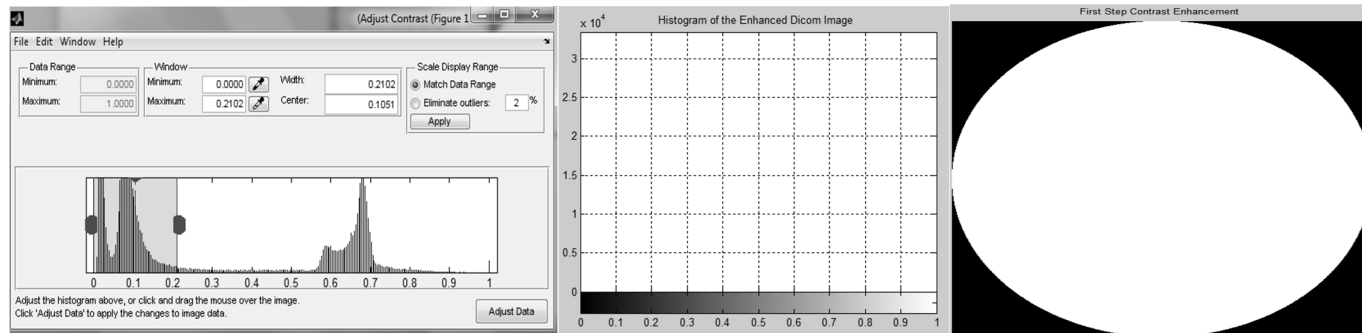 (Adjust Contrast (Figure 1
File Edit Window Help
Data Range
Minimum: 0.0000
Maximum: 1.0000
Window
Minimum: 0.0000
Maximum: 0.2102
Width: 0.2102
Center: 0.1051
Scale Display Range
Match Data Range
Eliminate outliers: 2 %
Apply
0 0.1 0.2 0.3 0.4 0.5 0.6 0.7 0.8 0.9 1
Adjust the histogram above, or click and drag the mouse over the image.
Click 'Adjust Data' to apply the changes to image data.
Adjust Data
Histogram of the Enhanced Dicom Image
x 10^4
3
2.5
2
1.5
1
0.5
0
0 0.1 0.2 0.3 0.4 0.5 0.6 0.7 0.8 0.9 1
First Step Contrast Enhancement